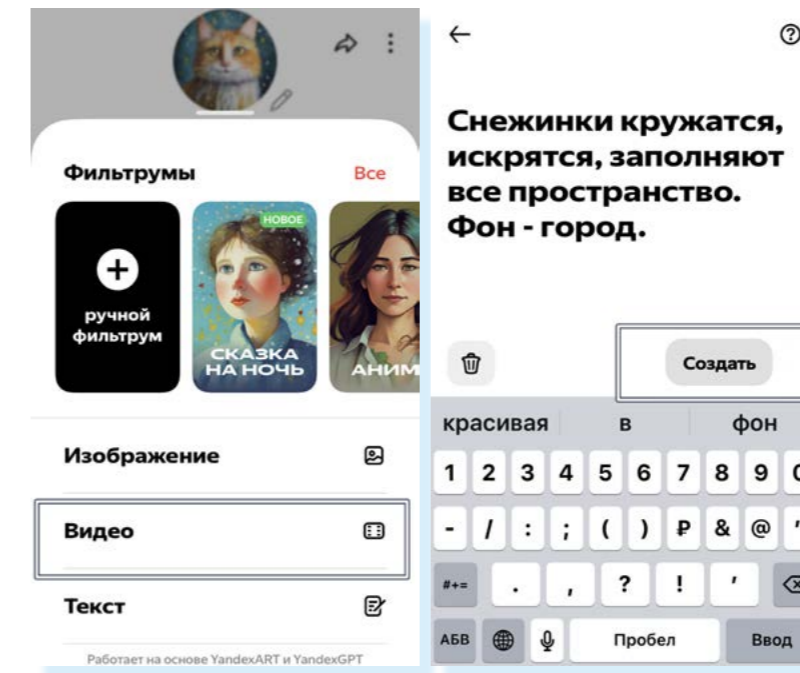 Фильтрумы
Все
ручной
фильтрум
НОВОЕ
СКАЗКА
НА НОЧЬ
АНИМ
Изображение
Видео
Текст
Работает на основе YandexART и YandexGPT
Снежинки кружатся,
искрятся, заполняют
все пространство.
Фон - город.
Создать
красивая в фон
1 2 3 4 5 6 7 8 9 0
- / : ; ( ) ₽ & @ "
#+= . , ? ! '
АБВ Пробел Ввод